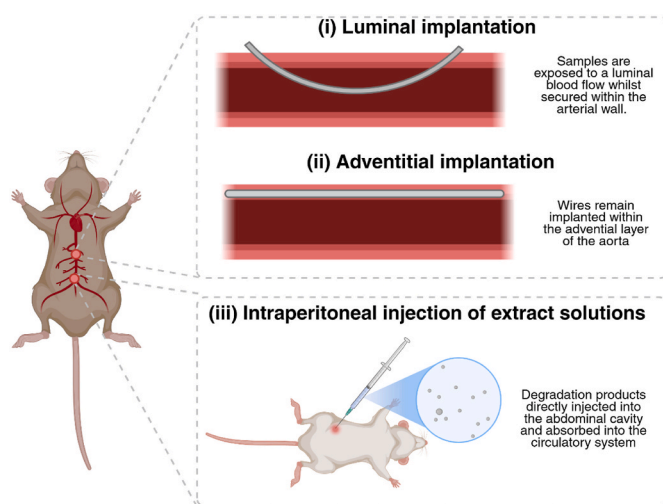 (i) Luminal implantation
Samples are
exposed to a luminal
blood flow whilst
secured within the
arterial wall.
(ii) Adventitial implantation
Wires remain
implanted within
the advential layer
of the aorta
(iii) Intraperitoneal injection of extract solutions
Degradation products
directly injected into
the abdominal cavity
and absorbed into the
circulatory system